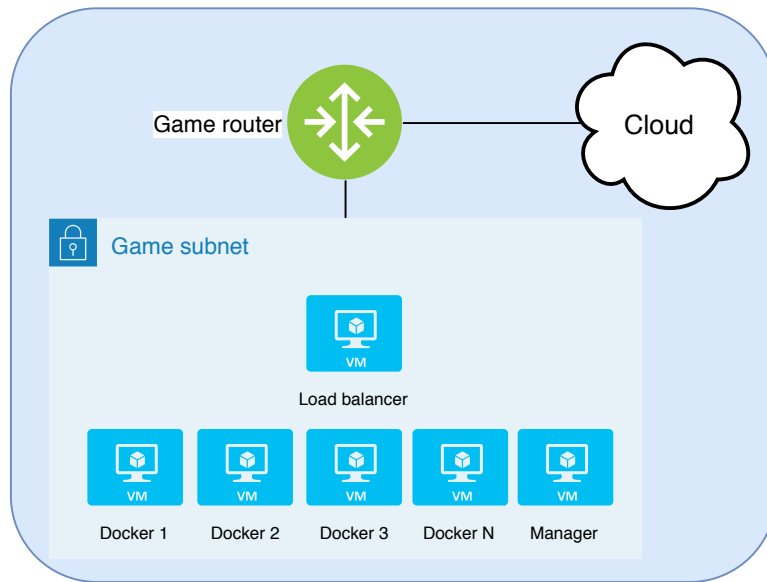 Game router
Cloud
Game subnet
VM
Load balancer
VM
VM
VM
VM
VM
Docker 1
Docker 2
Docker 3
Docker N
Manager